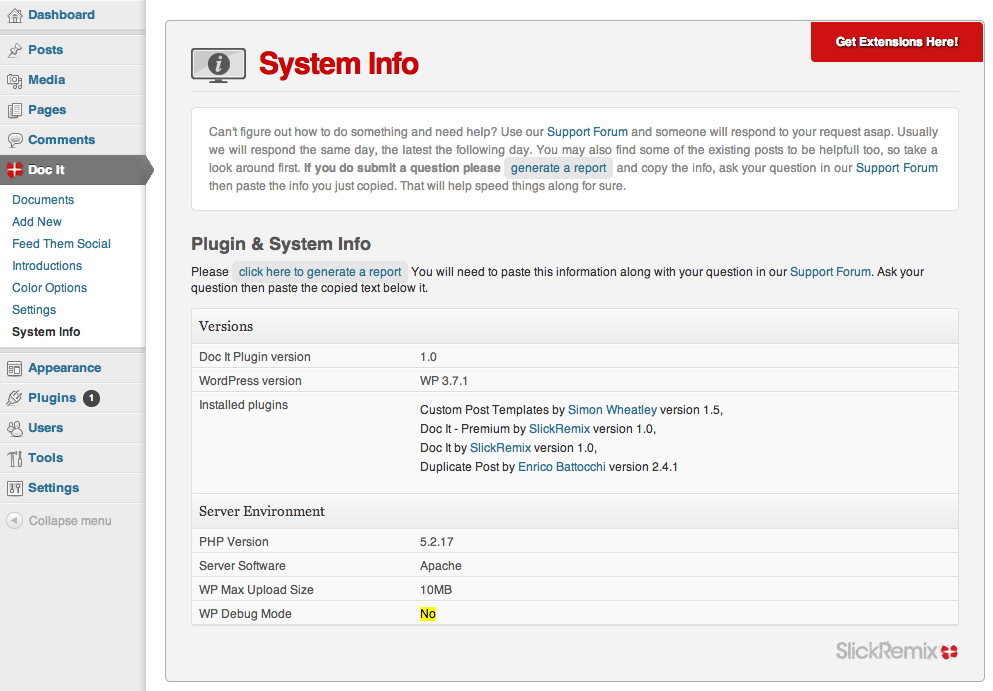 Dashboard
Posts
Media
Pages
Comments
Doc It
Documents
Add New
Feed Them Social
Introductions
Color Options
Settings
System Info
Appearance
Plugins 1
Users
Tools
Settings
Collapse menu
Get Extensions Here!
System Info
Can't figure out how to do something and need help? Use our Support Forum and someone will respond to your request asap. Usually
we will respond the same day, the latest the following day. You may also find some of the existing posts to be helpfull too, so take a
look around first. If you do submit a question please generate a report and copy the info, ask your question in our Support Forum
then paste the info you just copied. That will help speed things along for sure.
Plugin & System Info
Please click here to generate a report You will need to paste this information along with your question in our Support Forum. Ask your
question then paste the copied text below it.
Versions
Doc It Plugin version 1.0
WordPress version WP 3.7.1
Installed plugins
Custom Post Templates by Simon Wheatley version 1.5,
Doc It - Premium by SlickRemix version 1.0,
Doc It by SlickRemix version 1.0,
Duplicate Post by Enrico Battocchi version 2.4.1
Server Environment
PHP Version 5.2.17
Server Software Apache
WP Max Upload Size 10MB
WP Debug Mode No
SlickRemix